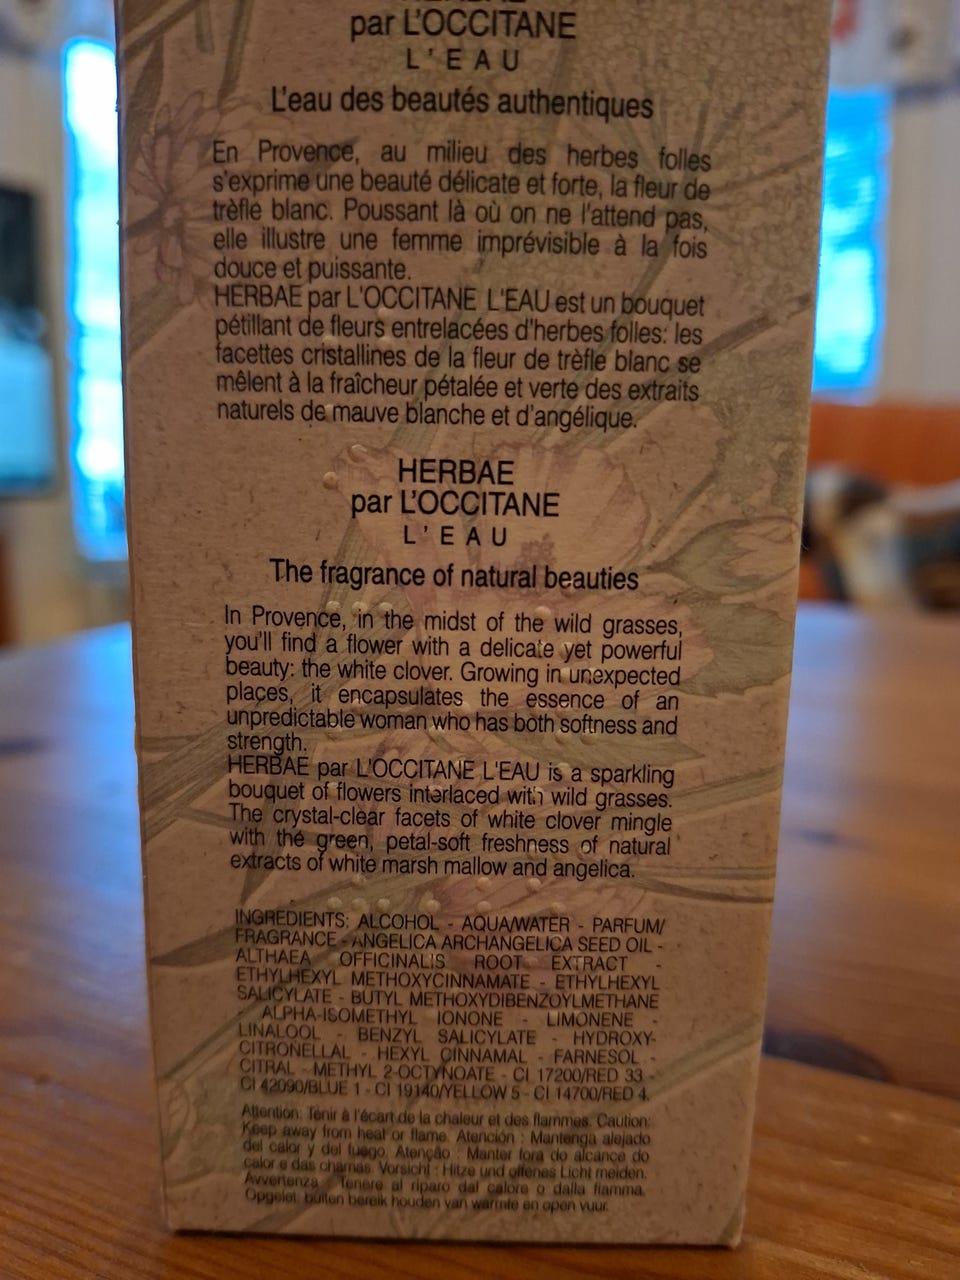 HERBAE
par L'OCCITANE
L'EAU
L'eau des beautés authentiques
En Provence, au milieu des herbes folles
s'exprime une beauté délicate et forte, la fleur de
trèfle blanc. Poussant là où on ne l'attend pas,
elle illustre une femme imprévisible à la fois
douce et puissante.
HERBAE par L'OCCITANE L'EAU est un bouquet
pétillant de fleurs entrelacées d'herbes folles: les
facettes cristallines de la fleur de trèfle blanc se
mêlent à la fraîcheur pétalée et verte des extraits
naturels de mauve blanche et d'angélique.
HERBAE
par L'OCCITANE
L'EAU
The fragrance of natural beauties
In Provence, in the midst of the wild grasses,
you'll find a flower with a delicate yet powerful
beauty: the white clover. Growing in unexpected
places, it encapsulates the essence of an
unpredictable woman who has both softness and
strength.
HERBAE par L'OCCITANE L'EAU is a sparkling
bouquet of flowers interlaced with wild grasses.
The crystal-clear facets of white clover mingle
with the green, petal-soft freshness of natural
extracts of white marsh mallow and angelica.
INGREDIENTS: ALCOHOL - AQUA/WATER - PARFUM/
FRAGRANCE - ANGELICA ARCHANGELICA SEED OIL -
ALTHAEA OFFICINALIS ROOT EXTRACT -
ETHYLHEXYL METHOXYCINNAMATE - ETHYLHEXYL
SALICYLATE - BUTYL METHOXYDIBENZOYLMETHANE
- ALPHA-ISOMETHYL IONONE - LIMONENE -
LINALOOL - BENZYL SALICYLATE - HYDROXY-
CITRONELLAL - HEXYL CINNAMAL - FARNESOL -
CITRAL - METHYL 2-OCTYNOATE - CI 17200/RED 33 -
CI 42090/BLUE 1 - CI 19140/YELLOW 5 - CI 14700/RED 4.
Attention: Tenir à l'écart de la chaleur et des flammes. Caution:
Keep away from heat or flame. Atención : Mantenga alejado
del calor y del fuego. Atenção : Manter fora do alcance do
calor e das chamas. Vorsicht : Hitze und offenes Licht meiden.
Avvertenza : Tenere al riparo dal calore o dalla fiamma.
Opgelet: buiten bereik houden van warmte en open vuur.